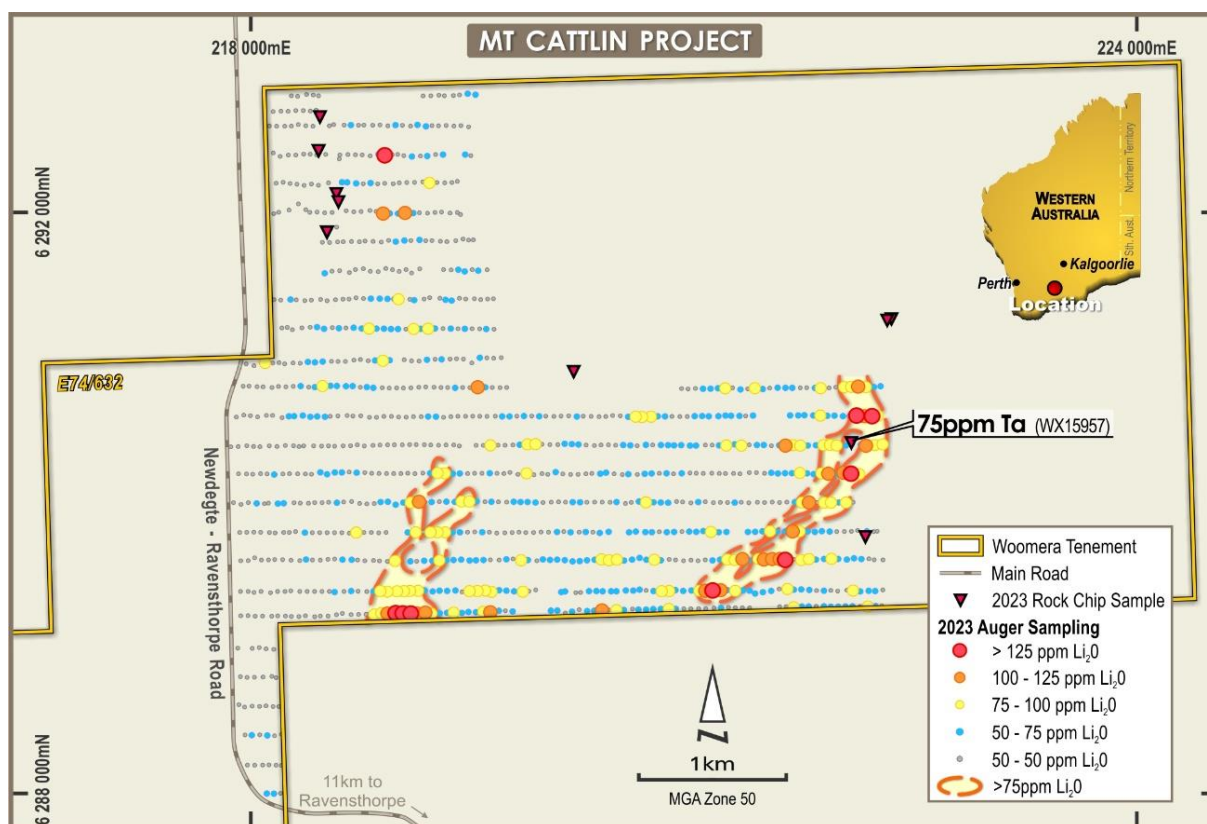 MT CATTLIN PROJECT
218 000mE
224 000mE
6 292 000mN
6 288 000mN
E74/632
Newdegte - Ravensthorpe Road
11km to
Ravensthorpe
75ppm Ta (WX15957)
WESTERN
AUSTRALIA
Northern Territory
Sth. Aust.
Kalgoorlie
Perth
Location
N
1km
MGA Zone 50
Woomera Tenement
Main Road
2023 Rock Chip Sample
2023 Auger Sampling
> 125 ppm Li₂0
100 - 125 ppm Li₂0
75 - 100 ppm Li₂0
50 - 75 ppm Li₂0
50 - 50 ppm Li₂0
>75ppm Li₂0